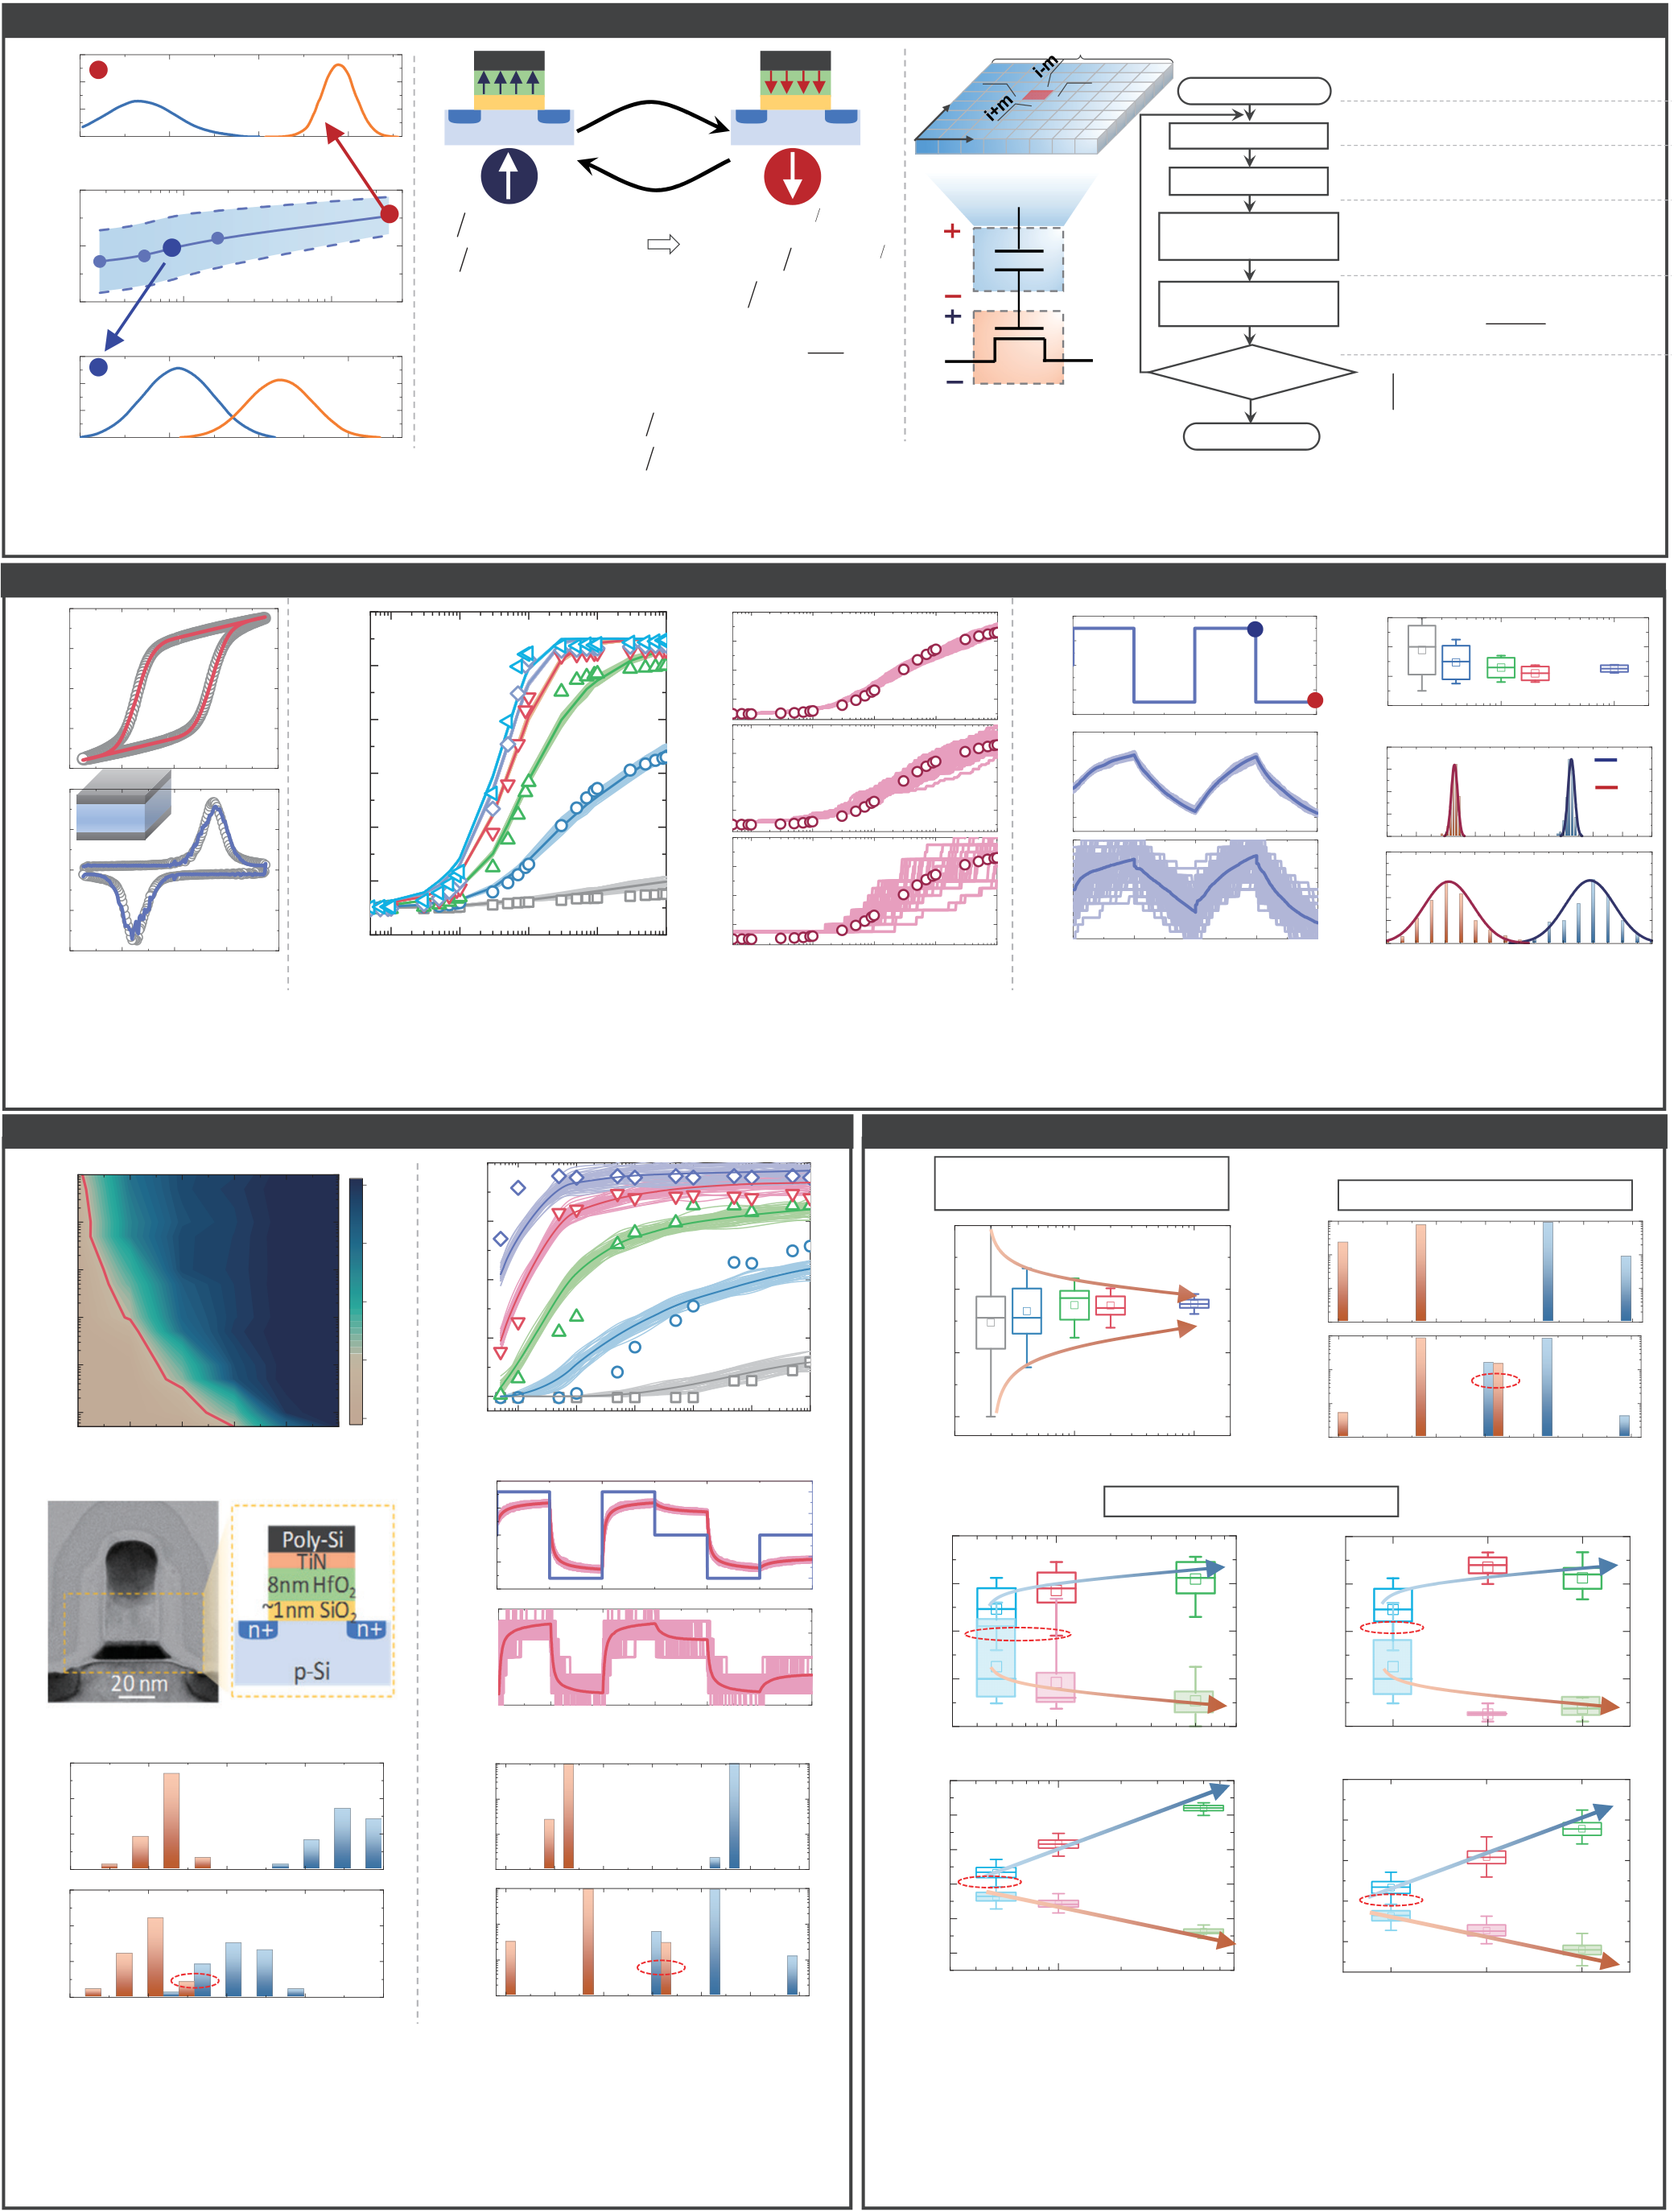 i-m
i+m
+
−
+
−
Poly-Si
TiN
8nm HfO2
~1nm SiO2
n+ n+
p-Si
20 nm